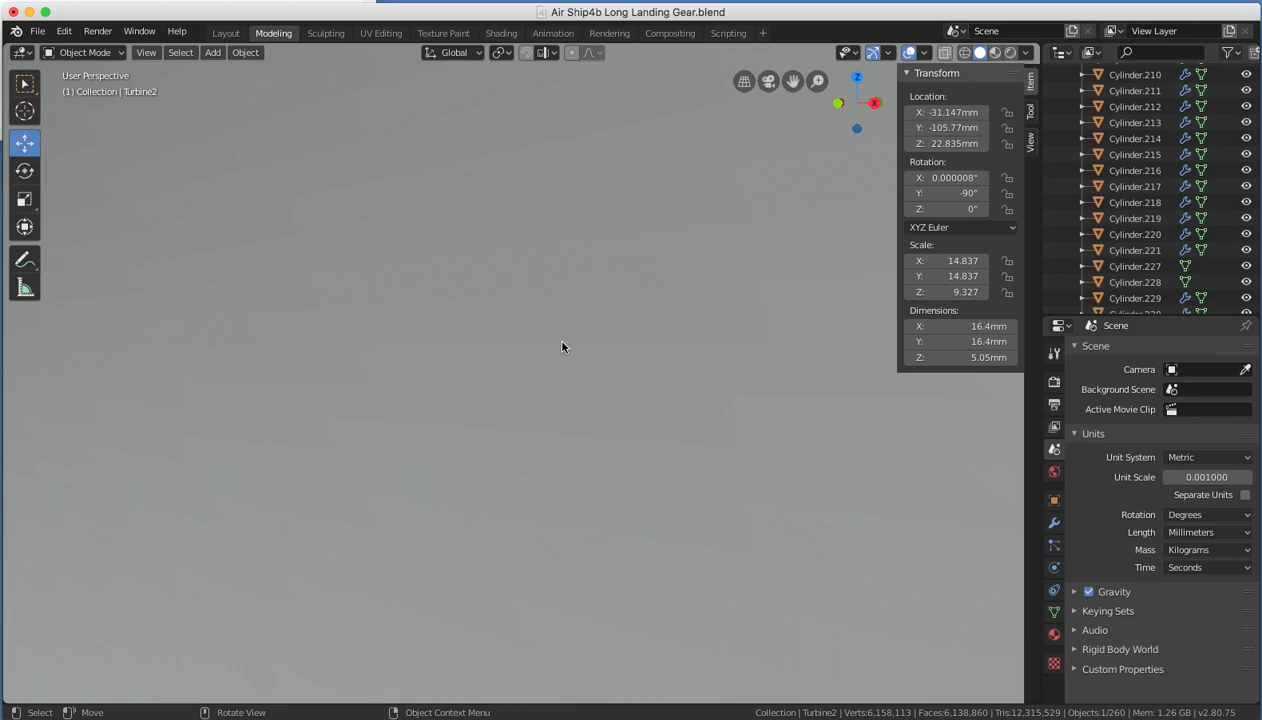 Air Ship4b Long Landing Gear.blend
File Edit Render Window Help Layout Modeling Sculpting UV Editing Texture Paint Shading Animation Rendering Compositing Scripting + Scene View Layer
Object Mode View Select Add Object Global
User Perspective
(1) Collection | Turbine2
Transform
Location:
X: -31.147mm
Y: -105.77mm
Z: 22.835mm
Rotation:
X: 0.000008°
Y: -90°
Z: 0°
XYZ Euler
Scale:
X: 14.837
Y: 14.837
Z: 9.327
Dimensions:
X: 16.4mm
Y: 16.4mm
Z: 5.05mm
Item
Tool
View
Z
X
Cylinder.210
Cylinder.211
Cylinder.212
Cylinder.213
Cylinder.214
Cylinder.215
Cylinder.216
Cylinder.217
Cylinder.218
Cylinder.219
Cylinder.220
Cylinder.221
Cylinder.227
Cylinder.228
Cylinder.229
Scene
Scene
Camera
Background Scene
Active Movie Clip
Units
Unit System Metric
Unit Scale 0.001000
Separate Units
Rotation Degrees
Length Millimeters
Mass Kilograms
Time Seconds
Gravity
Keying Sets
Audio
Rigid Body World
Custom Properties
Select Move Rotate View Object Context Menu Collection | Turbine2 | Verts:6,158,113 | Faces:6,138,860 | Tris:12,315,529 | Objects:1/260 | Mem: 1.26 GB | v2.80.75